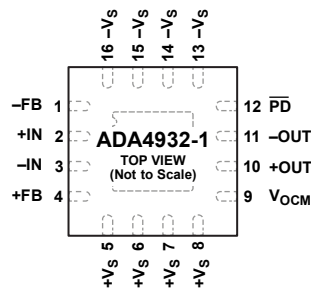 16 –VS
15 –VS
14 –VS
13 –VS
–FB 1
+IN 2
–IN 3
+FB 4
ADA4932-1
TOP VIEW
(Not to Scale)
12 P̅D̅
11 –OUT
10 +OUT
9 VOCM
5 +VS
6 +VS
7 +VS
8 +VS